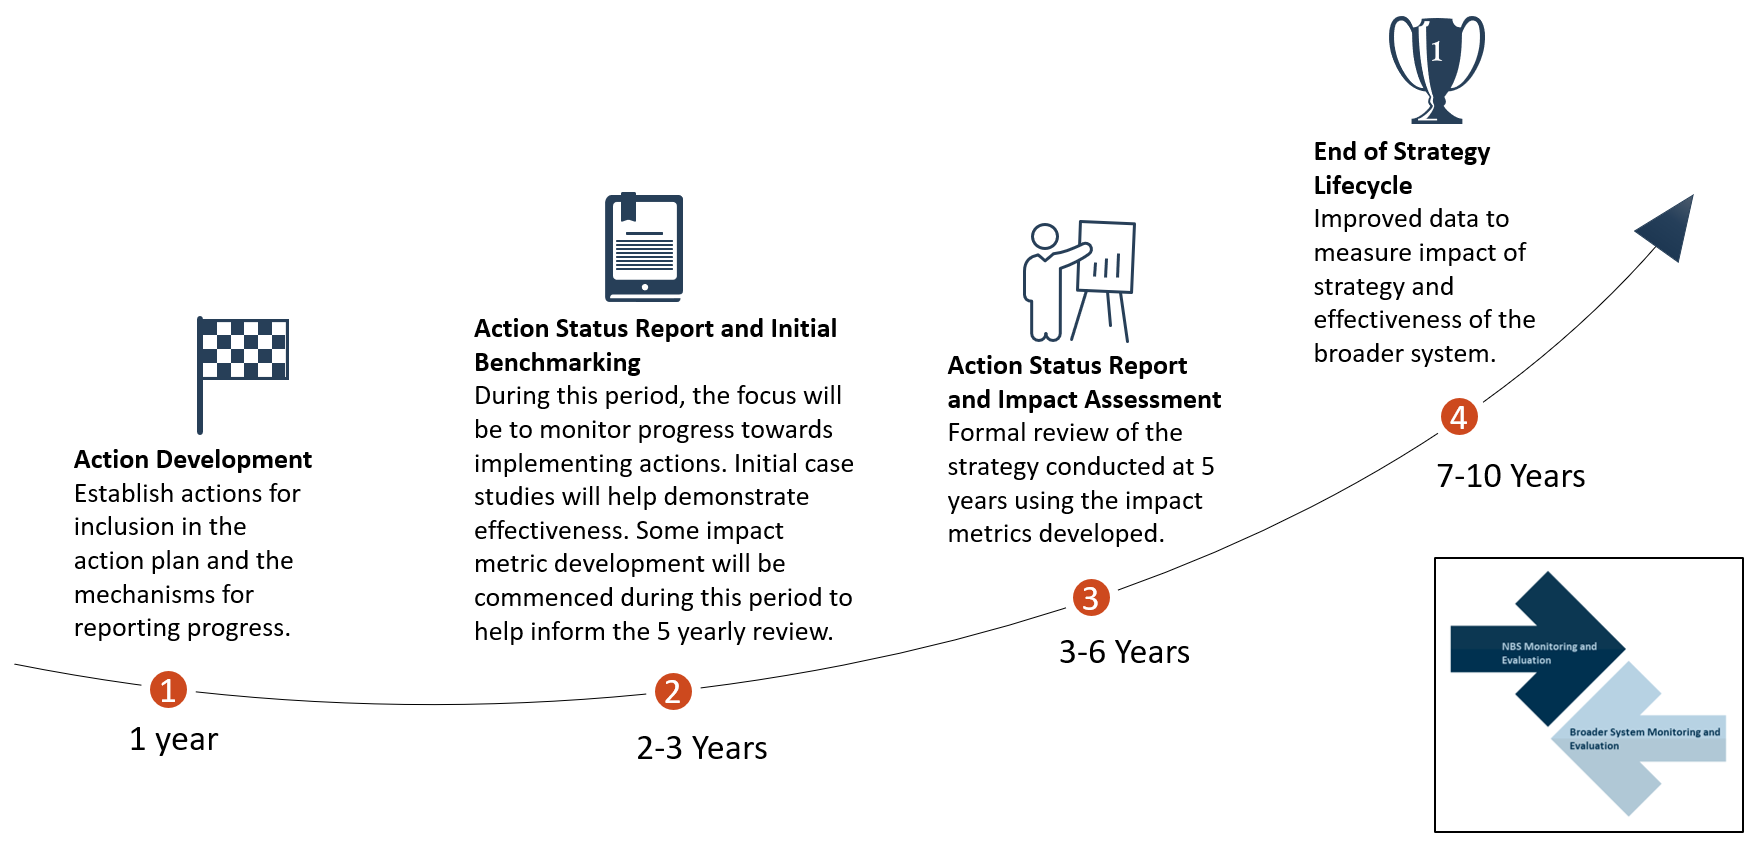 Action Development
Establish actions for
inclusion in the
action plan and the
mechanisms for
reporting progress.
1
1 year
Action Status Report and Initial
Benchmarking
During this period, the focus will
be to monitor progress towards
implementing actions. Initial case
studies will help demonstrate
effectiveness. Some impact
metric development will be
commenced during this period to
help inform the 5 yearly review.
2
2-3 Years
Action Status Report
and Impact Assessment
Formal review of the
strategy conducted at 5
years using the impact
metrics developed.
3
3-6 Years
1
End of Strategy
Lifecycle
Improved data to
measure impact of
strategy and
effectiveness of the
broader system.
4
7-10 Years
NBS Monitoring and
Evaluation
Broader System Monitoring and
Evaluation